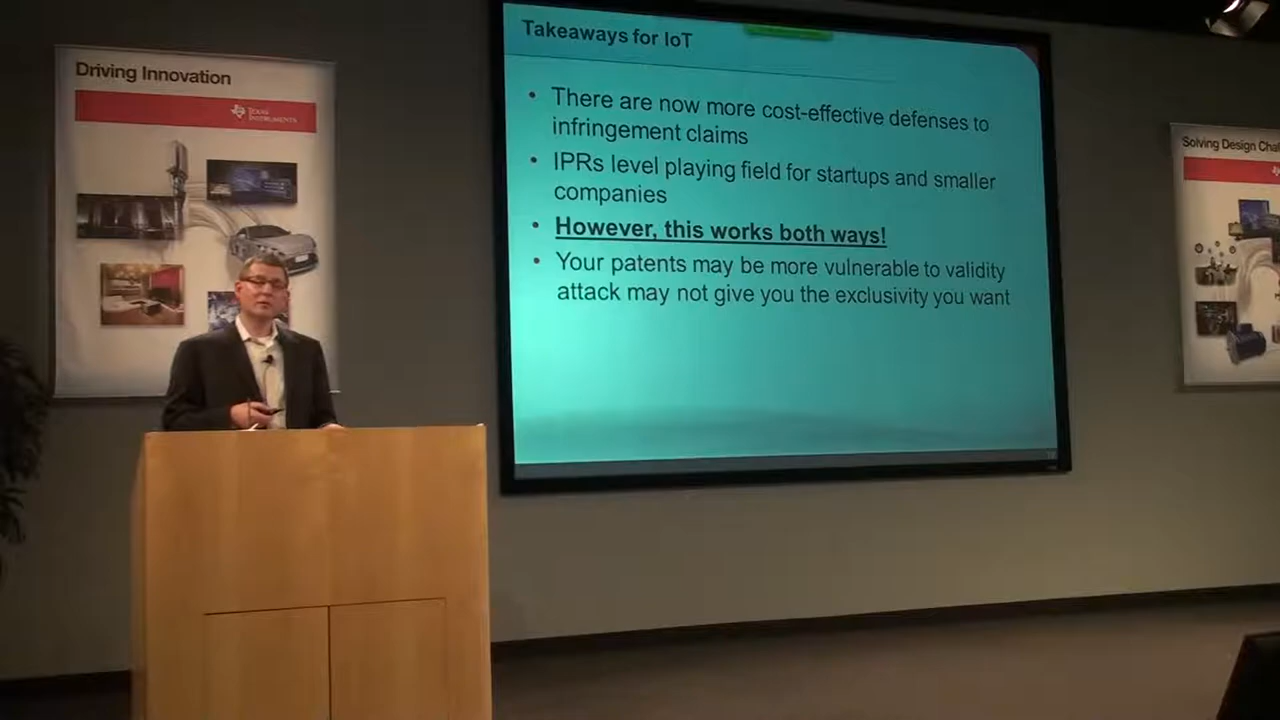 Driving Innovation
TEXAS
INSTRUMENTS
Takeaways for IoT
• There are now more cost-effective defenses to
infringement claims
• IPRs level playing field for startups and smaller
companies
• However, this works both ways!
• Your patents may be more vulnerable to validity
attack may not give you the exclusivity you want
Solving Design Chal